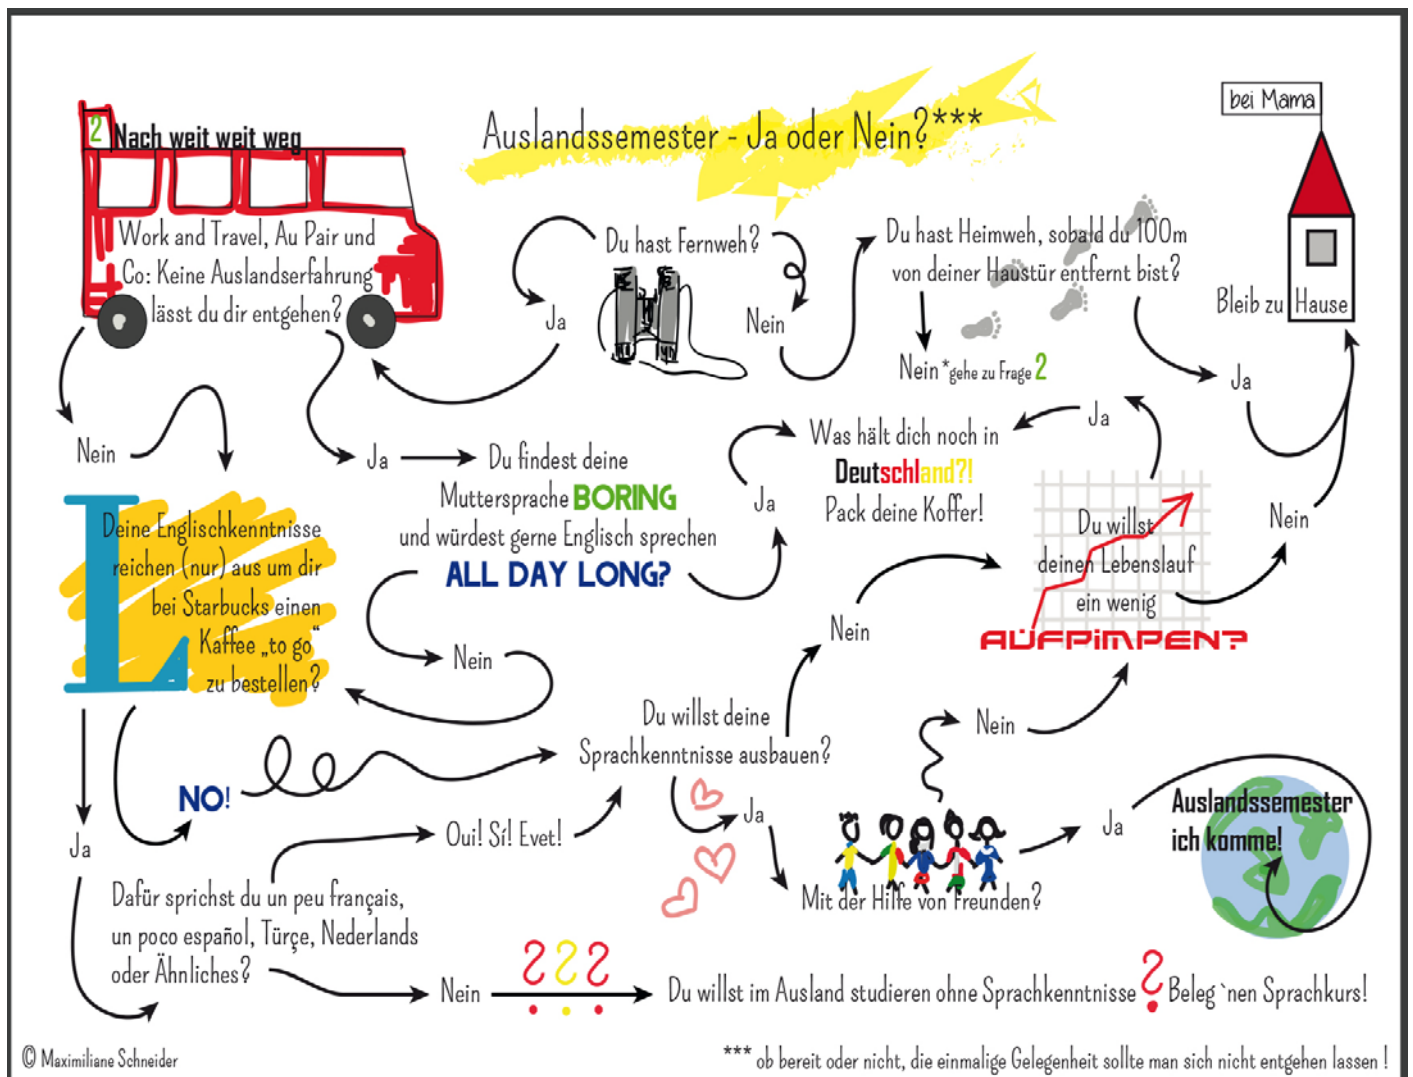 Auslandssemester - Ja oder Nein?***
bei Mama
2 Nach weit weit weg
Work and Travel, Au Pair und
Co: Keine Auslandserfahrung
lässt du dir entgehen?
Du hast Fernweh?
Ja
Nein
Du hast Heimweh, sobald du 100m
von deiner Haustür entfernt bist?
Bleib zu Hause
Nein *gehe zu Frage 2
Ja
Nein
Ja
Du findest deine
Muttersprache BORING
und würdest gerne Englisch sprechen
ALL DAY LONG?
Ja
Was hält dich noch in
Deutschland?!
Pack deine Koffer!
Ja
Du willst
deinen Lebenslauf
ein wenig
AUFPIMPEN?
Nein
L
Deine Englischkenntnisse
reichen (nur) aus um dir
bei Starbucks einen
Kaffee „to go“
zu bestellen?
Nein
Nein
Du willst deine
Sprachkenntnisse ausbauen?
Nein
NO!
Ja
Oui! Sí! Evet!
Ja
Mit der Hilfe von Freunden?
Ja
Auslandssemester
ich komme!
Dafür sprichst du un peu français,
un poco español, Türçe, Nederlands
oder Ähnliches?
Nein
???
Du willst im Ausland studieren ohne Sprachkenntnisse ? Beleg `nen Sprachkurs!
© Maximiliane Schneider
*** ob bereit oder nicht, die einmalige Gelegenheit sollte man sich nicht entgehen lassen !